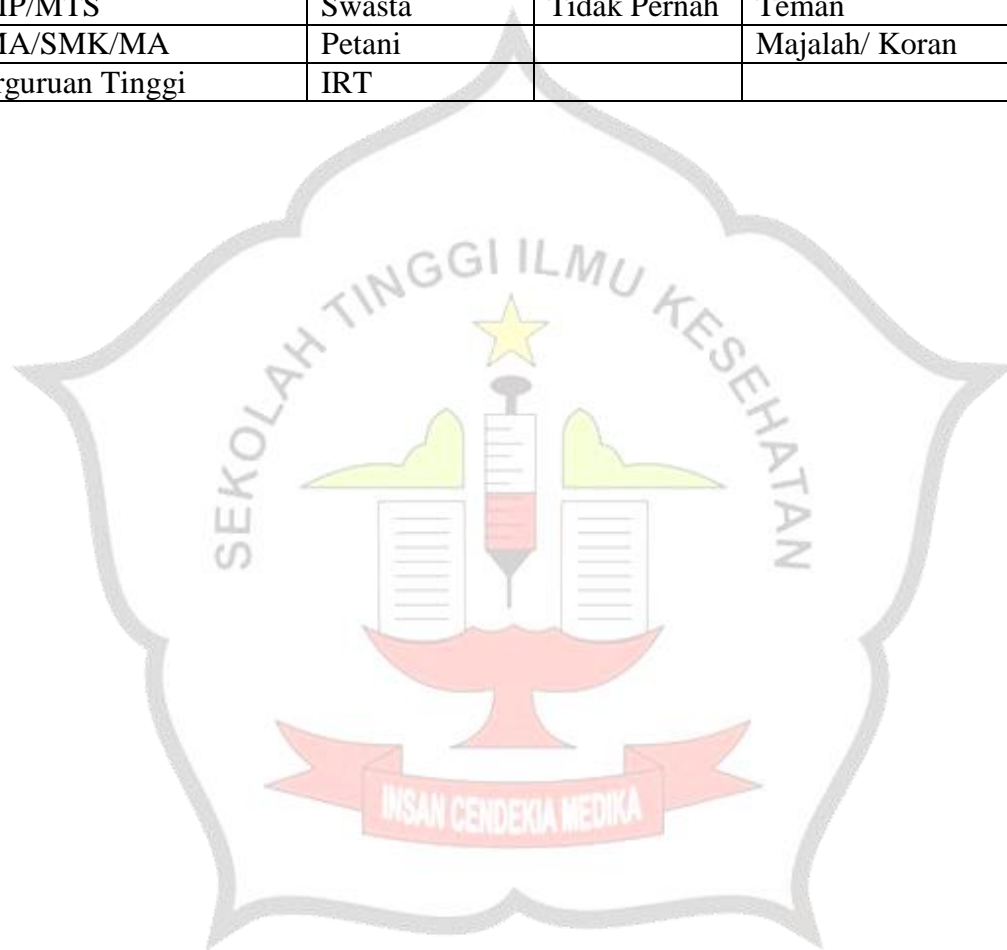 IP/MTS Swasta Tidak Pernah Teman
MA/SMK/MA Petani Majalah/ Koran
rguruan Tinggi IRT
SEKOLAH TINGGI ILMU KESEHATAN
INSAN CENDEKIA MEDIKA